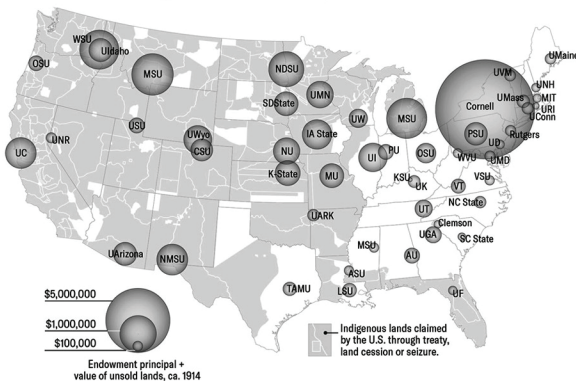 WSU
UIdaho
OSU
MSU
NDSU
UMN
SDState
UVM
UMaine
UNH
MIT
UMass
URI
UConn
Cornell
USU
UWyo
CSU
IA State
UW
MSU
PSU
Rutgers
UD
UMD
UNR
UC
NU
K-State
MU
UI
PU
OSU
WVU
KSU
UK
VT
VSU
UARK
UT
NC State
Clemson
UGA
SC State
UArizona
NMSU
MSU
AU
TAMU
ASU
LSU
UF
$5,000,000
$1,000,000
$100,000
Endowment principal +
value of unsold lands, ca. 1914
Indigenous lands claimed
by the U.S. through treaty,
land cession or seizure.